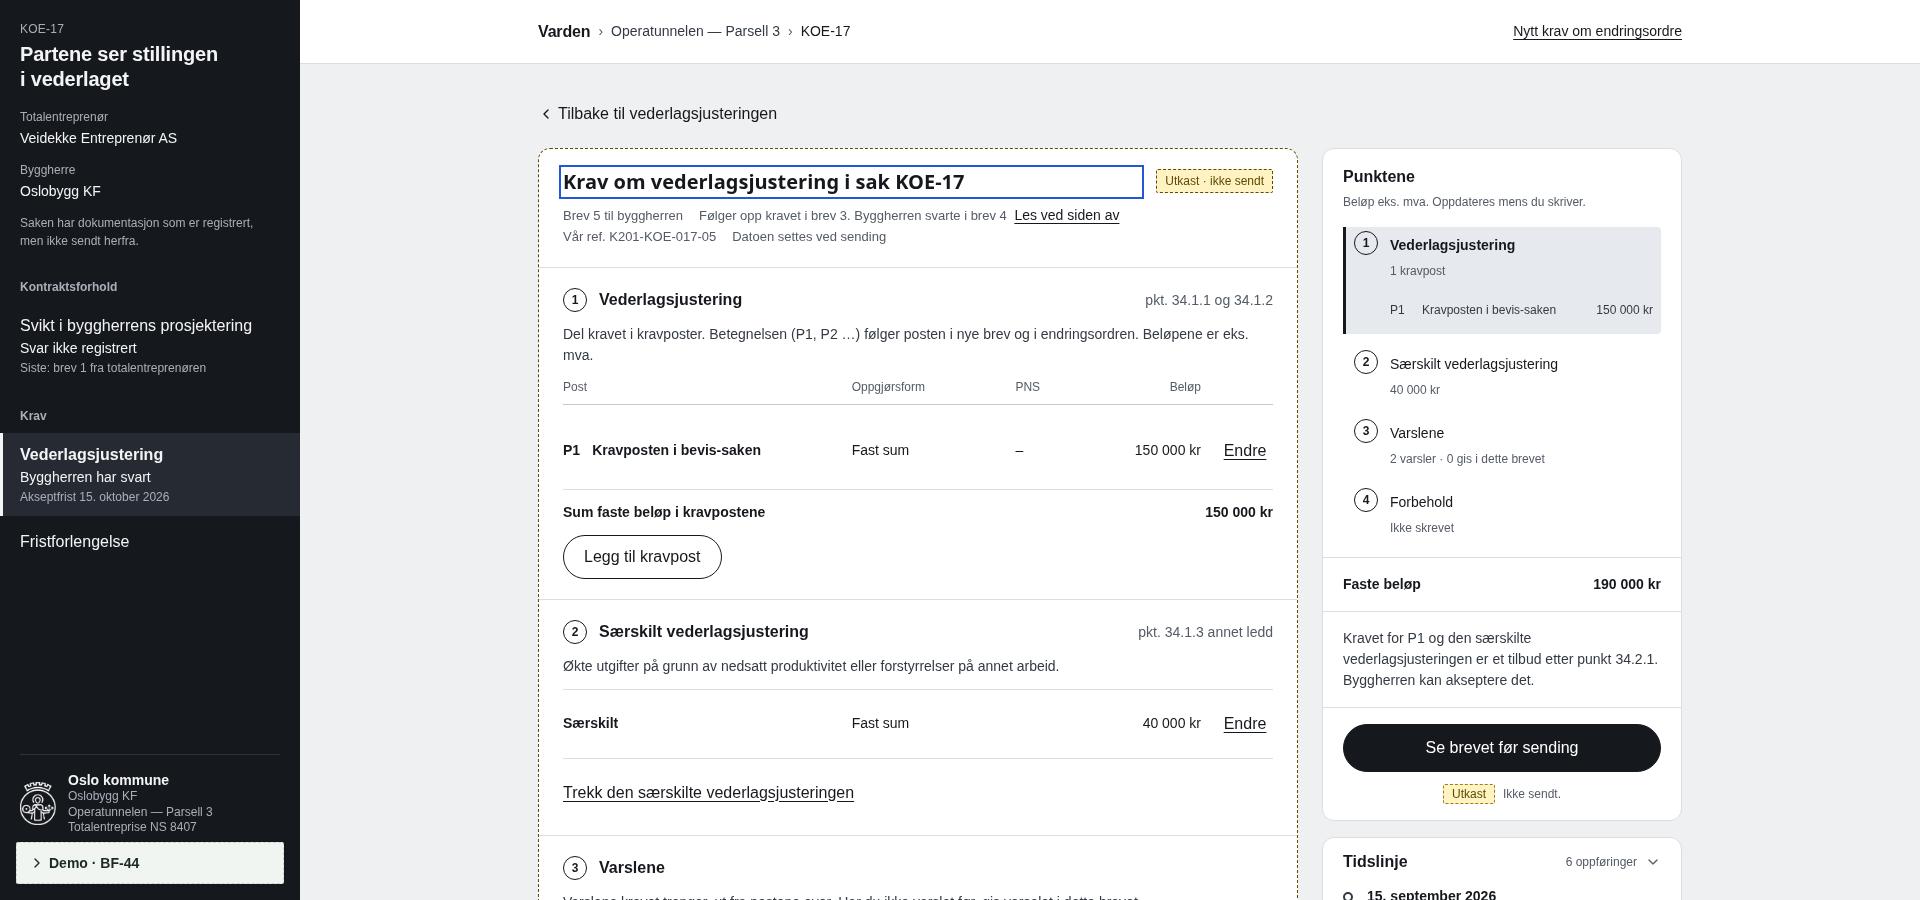 KOE-17
Partene ser stillingen
i vederlaget
Totalentreprenør
Veidekke Entreprenør AS
Byggherre
Oslobygg KF
Saken har dokumentasjon som er registrert,
men ikke sendt herfra.
Kontraktsforhold
Svikt i byggherrens prosjektering
Svar ikke registrert
Siste: brev 1 fra totalentreprenøren
Krav
Vederlagsjustering
Byggherren har svart
Akseptfrist 15. oktober 2026
Fristforlengelse
Oslo kommune
Oslobygg KF
Operatunnelen — Parsell 3
Totalentreprise NS 8407
Demo · BF-44
Varden › Operatunnelen — Parsell 3 › KOE-17
Nytt krav om endringsordre
Tilbake til vederlagsjusteringen
Krav om vederlagsjustering i sak KOE-17
Utkast · ikke sendt
Brev 5 til byggherren Følger opp kravet i brev 3. Byggherren svarte i brev 4 Les ved siden av
Vår ref. K201-KOE-017-05 Datoen settes ved sending
1 Vederlagsjustering pkt. 34.1.1 og 34.1.2
Del kravet i kravposter. Betegnelsen (P1, P2 …) følger posten i nye brev og i endringsordren. Beløpene er eks.
mva.
Post Oppgjørsform PNS Beløp
P1 Kravposten i bevis-saken Fast sum – 150 000 kr Endre
Sum faste beløp i kravpostene 150 000 kr
Legg til kravpost
2 Særskilt vederlagsjustering pkt. 34.1.3 annet ledd
Økte utgifter på grunn av nedsatt produktivitet eller forstyrrelser på annet arbeid.
Særskilt Fast sum 40 000 kr Endre
Trekk den særskilte vederlagsjusteringen
3 Varslene
Punktene
Beløp eks. mva. Oppdateres mens du skriver.
1 Vederlagsjustering
1 kravpost
P1 Kravposten i bevis-saken 150 000 kr
2 Særskilt vederlagsjustering
40 000 kr
3 Varslene
2 varsler · 0 gis i dette brevet
4 Forbehold
Ikke skrevet
Faste beløp 190 000 kr
Kravet for P1 og den særskilte
vederlagsjusteringen er et tilbud etter punkt 34.2.1.
Byggherren kan akseptere det.
Se brevet før sending
Utkast Ikke sendt.
Tidslinje 6 oppføringer
15. september 2026